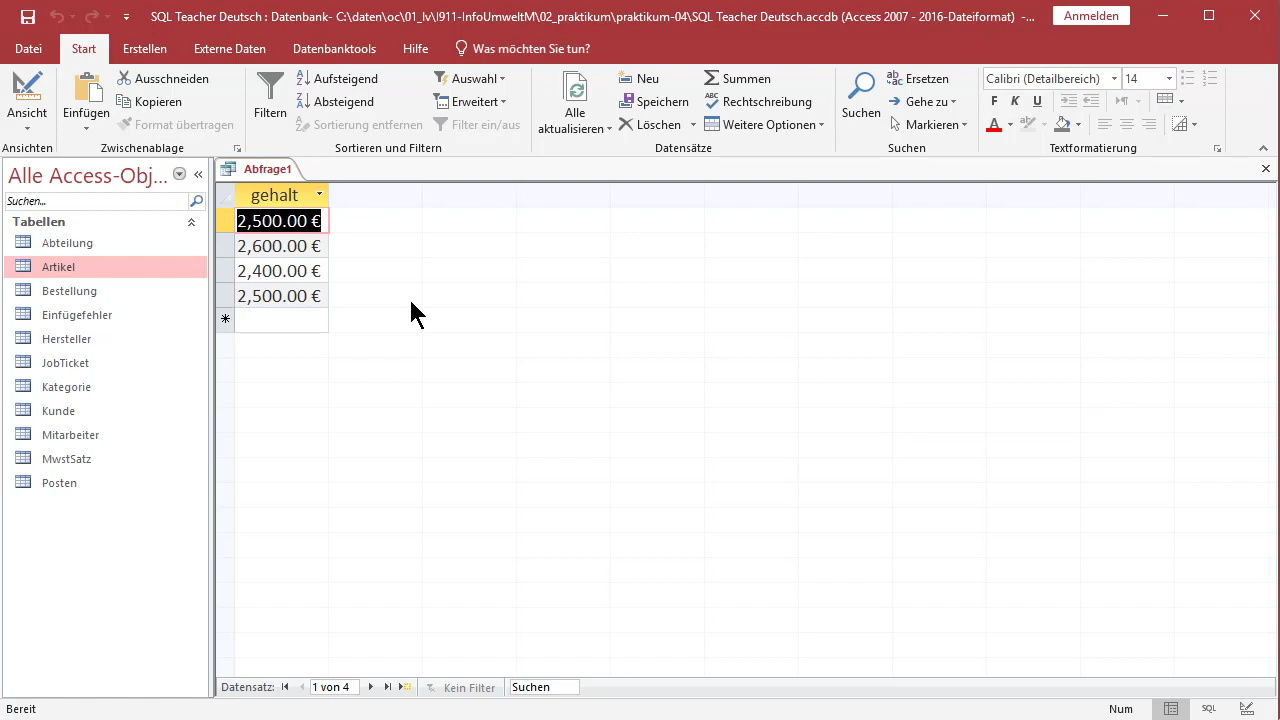 SQL Teacher Deutsch : Datenbank- C:\daten\oc\01_lv\I911-InfoUmweltM\02_praktikum\praktikum-04\SQL Teacher Deutsch.accdb (Access 2007 - 2016-Dateiformat) -...
Anmelden
Datei Start Erstellen Externe Daten Datenbanktools Hilfe Was möchten Sie tun?
Ausschneiden Aufsteigend Auswahl Neu Summen Ersetzen Calibri (Detailbereich) 14
Ansicht Einfügen Kopieren Filtern Absteigend Erweitert Alle aktualisieren Speichern Rechtschreibung Suchen Gehe zu F K U
Format übertragen Sortierung entfernen Filter ein/aus Löschen Weitere Optionen Markieren A
Ansichten Zwischenablage Sortieren und Filtern Datensätze Suchen Textformatierung
Alle Access-Obj... «
Suchen...
Tabellen
Abteilung
Artikel
Bestellung
Einfügefehler
Hersteller
JobTicket
Kategorie
Kunde
Mitarbeiter
MwstSatz
Posten
Abfrage1
gehalt
2,500.00 €
2,600.00 €
2,400.00 €
2,500.00 €
*
Datensatz: 1 von 4 Kein Filter Suchen
Bereit Num SQL